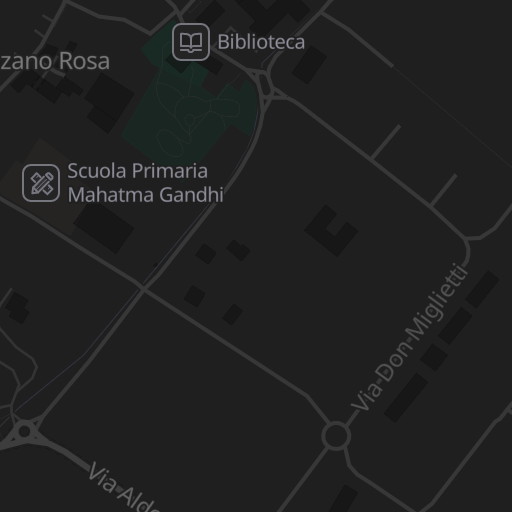 Biblioteca
zano Rosa
Scuola Primaria
Mahatma Gandhi
Via-Don-Miglietti
Via-Aldo